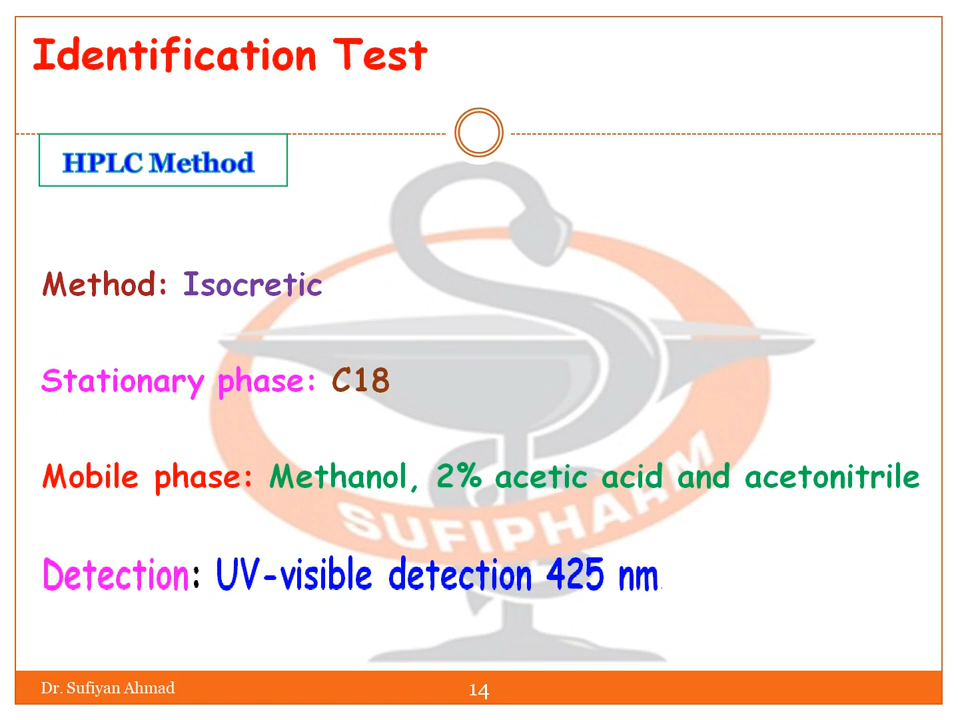 Identification Test
HPLC Method
Method: Isocretic
Stationary phase: C18
Mobile phase: Methanol, 2% acetic acid and acetonitrile
SUFIPHARM
Detection: UV-visible detection 425 nm.
Dr. Sufiyan Ahmad
14